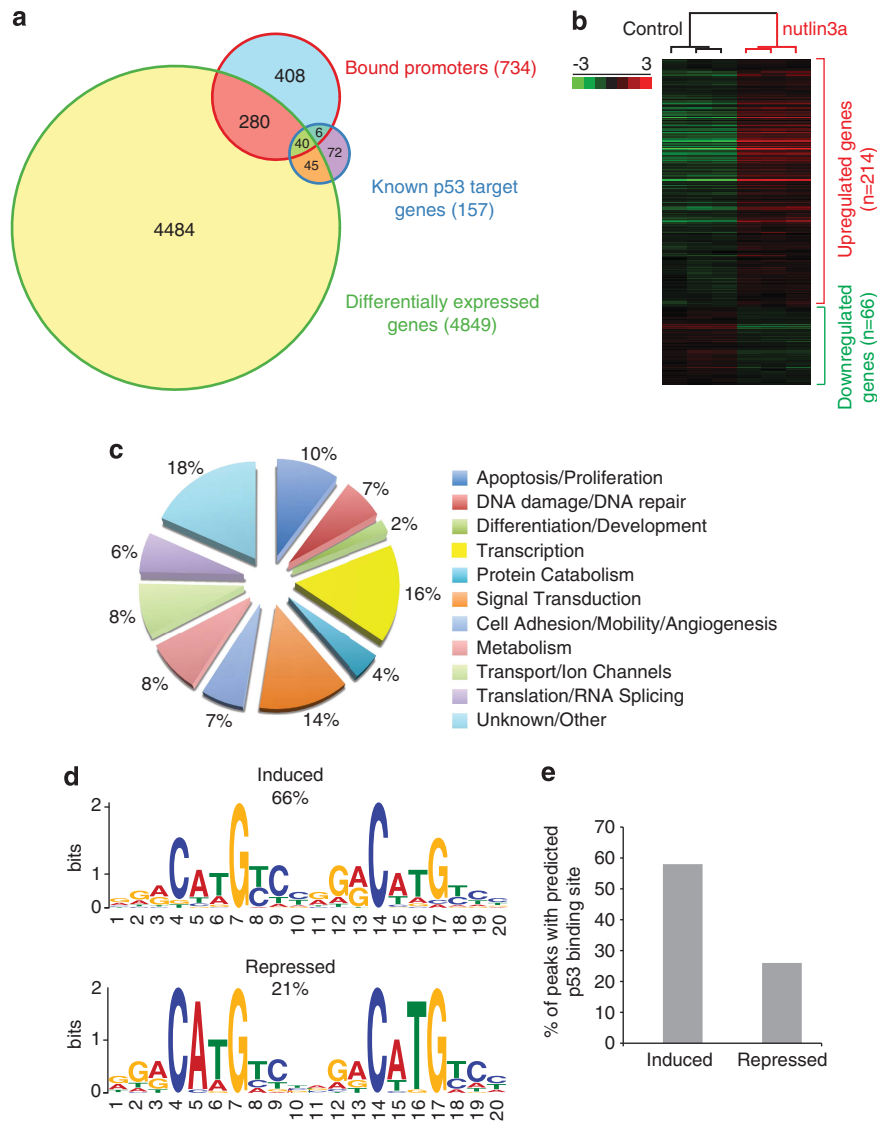 a
408
Bound promoters (734)
280
6
40
72
45
Known p53 target
genes (157)
4484
Differentially expressed
genes (4849)
b
Control
nutlin3a
-3 3
Upregulated genes
(n=214)
Downregulated
genes (n=66)
c
18%
10%
7%
2%
16%
4%
14%
7%
8%
8%
6%
Apoptosis/Proliferation
DNA damage/DNA repair
Differentiation/Development
Transcription
Protein Catabolism
Signal Transduction
Cell Adhesion/Mobility/Angiogenesis
Metabolism
Transport/Ion Channels
Translation/RNA Splicing
Unknown/Other
d
Induced
66%
bits
2
1
0
1 2 3 4 5 6 7 8 9 10 11 12 13 14 15 16 17 18 19 20
Repressed
21%
bits
2
1
0
1 2 3 4 5 6 7 8 9 10 11 12 13 14 15 16 17 18 19 20
e
% of peaks with predicted
p53 binding site
70
60
50
40
30
20
10
0
Induced Repressed